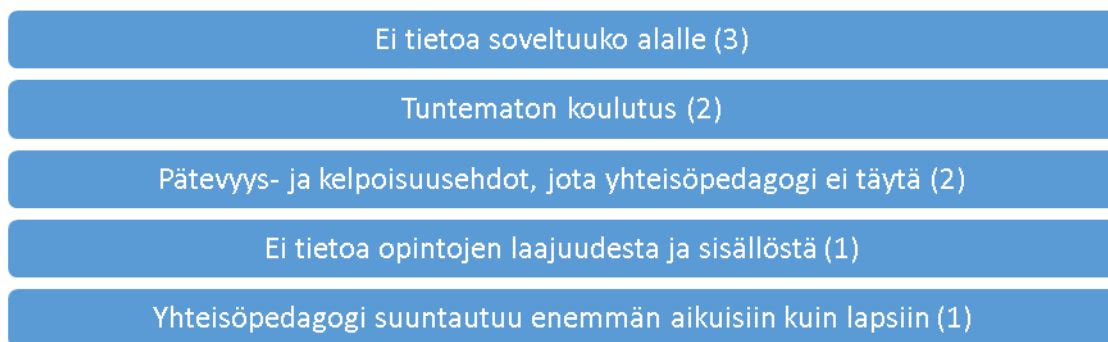 Ei tietoa soveltuuko alalle (3)
Tuntematon koulutus (2)
Pätevyys- ja kelpoisuusehdot, jota yhteisöpedagogi ei täytä (2)
Ei tietoa opintojen laajuudesta ja sisällöstä (1)
Yhteisöpedagogi suuntautuu enemmän aikuisiin kuin lapsiin (1)